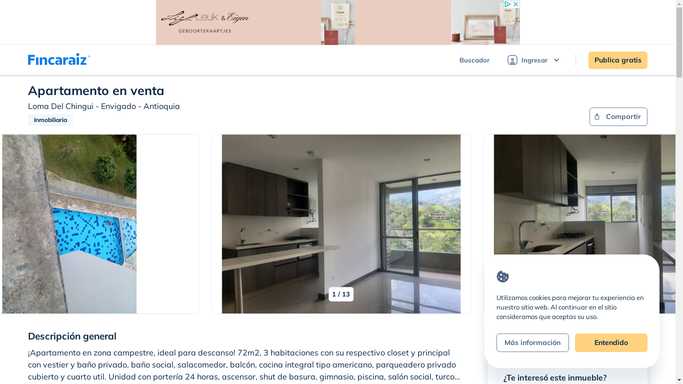 GEBOORTEKAARTJES
Fincaraiz
Buscador
Ingresar
Publica gratis
Apartamento en venta
Loma Del Chingui - Envigado - Antioquia
Inmobiliaria
Compartir
1 / 13
Utilizamos cookies para mejorar tu experiencia en
nuestro sitio web. Al continuar en el sitio
consideramos que aceptas su uso.
Más información
Entendido
Descripción general
¡Apartamento en zona campestre, ideal para descanso! 72m2, 3 habitaciones con su respectivo closet y principal
con vestier y baño privado, baño social, salacomedor, balcón, cocina integral tipo americano, parqueadero privado
cubierto y cuarto util. Unidad con portería 24 horas, ascensor, shut de basura, gimnasio, piscina, salón social, turco...
¿Te interesó este inmueble?